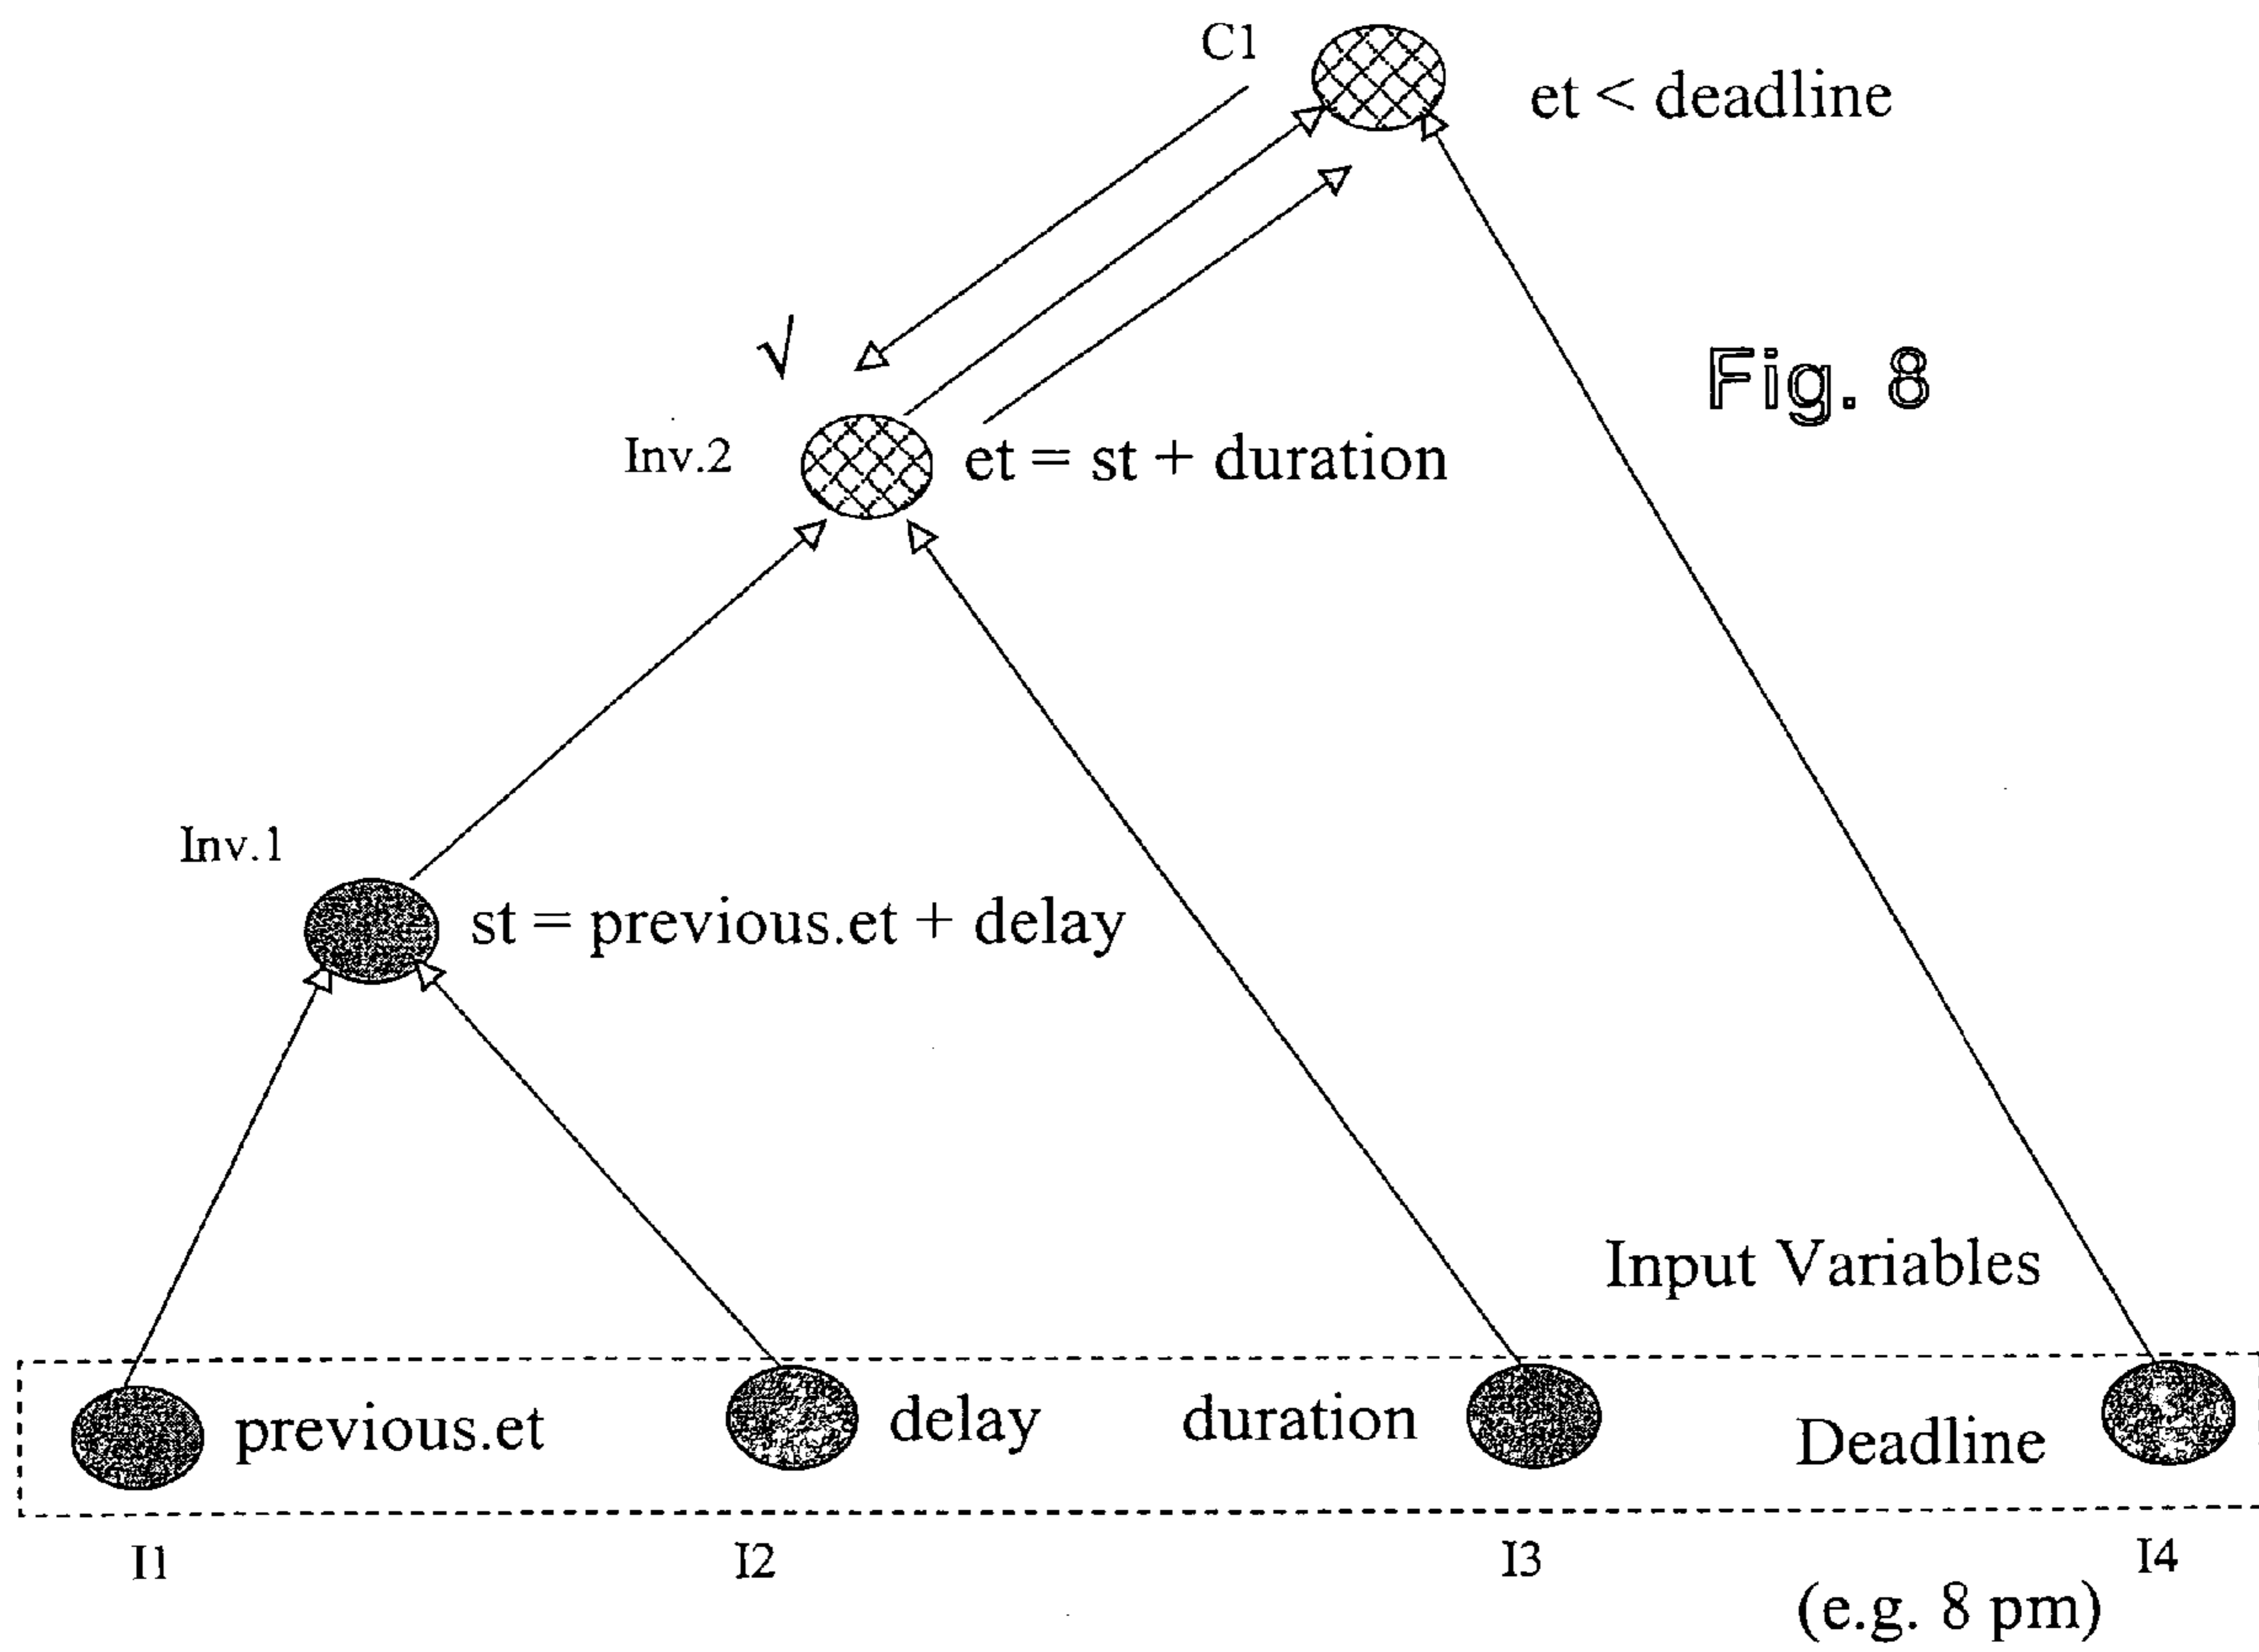 C1
et < deadline
√
Fig. 8
Inv.2
et = st + duration
Inv.1
st = previous.et + delay
Input Variables
previous.et
delay
duration
Deadline
I1
I2
I3
I4
(e.g. 8 pm)